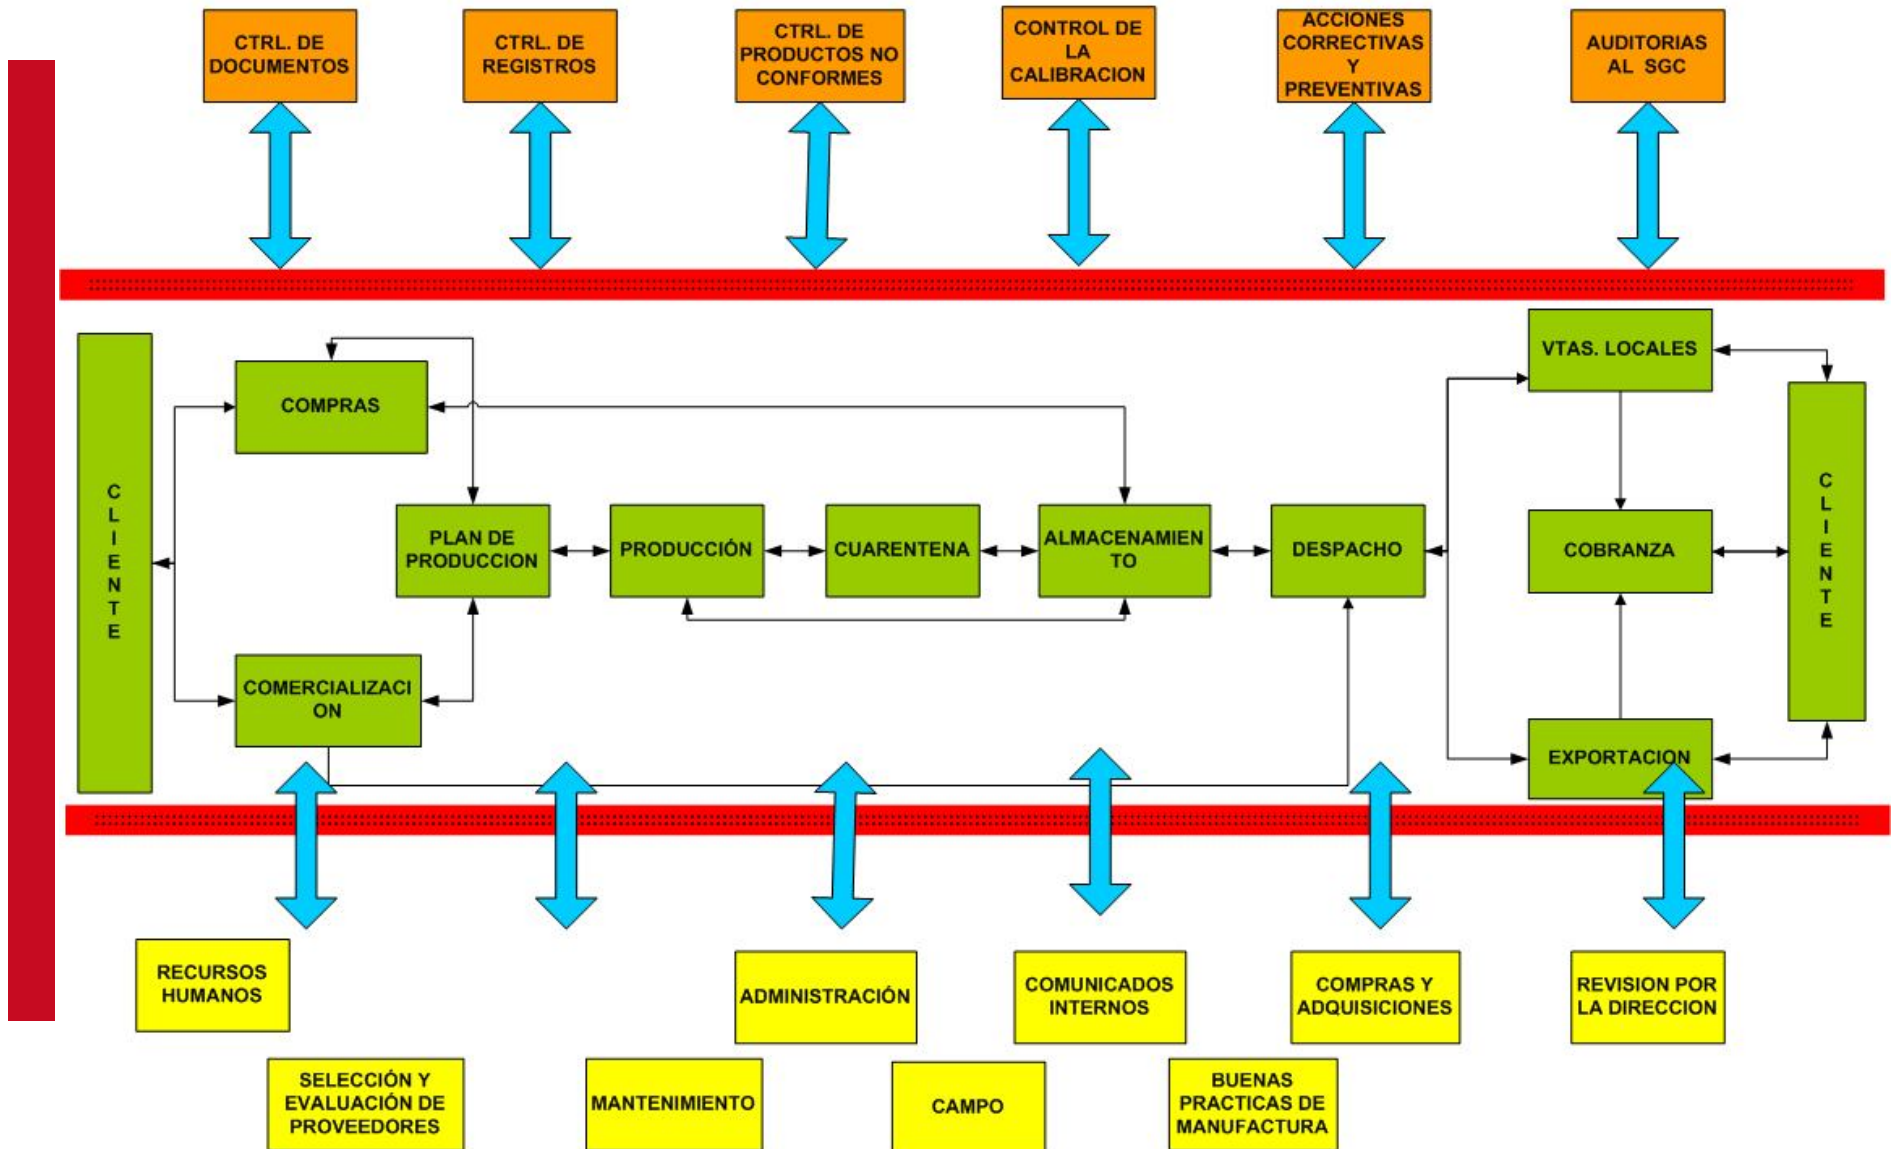 CTRL. DE
DOCUMENTOS
CTRL. DE
REGISTROS
CTRL. DE
PRODUCTOS NO
CONFORMES
CONTROL DE
LA
CALIBRACION
ACCIONES
CORRECTIVAS
Y
PREVENTIVAS
AUDITORIAS
AL SGC
CLIENTE
COMPRAS
COMERCIALIZACI
ON
PLAN DE
PRODUCCION
PRODUCCIÓN
CUARENTENA
ALMACENAMIEN
TO
DESPACHO
VTAS. LOCALES
COBRANZA
EXPORTACION
CLIENTE
RECURSOS
HUMANOS
ADMINISTRACIÓN
COMUNICADOS
INTERNOS
COMPRAS Y
ADQUISICIONES
REVISION POR
LA DIRECCION
SELECCIÓN Y
EVALUACIÓN DE
PROVEEDORES
MANTENIMIENTO
CAMPO
BUENAS
PRACTICAS DE
MANUFACTURA